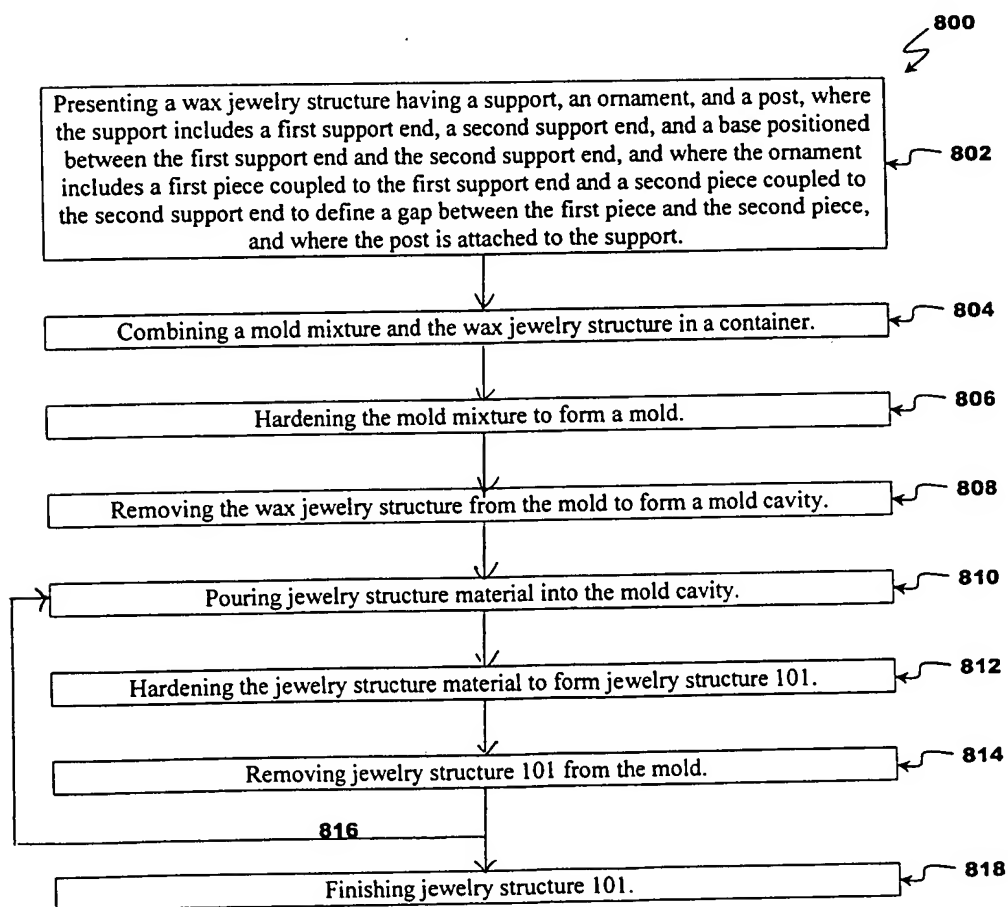 800
Presenting a wax jewelry structure having a support, an ornament, and a post, where
the support includes a first support end, a second support end, and a base positioned
between the first support end and the second support end, and where the ornament
includes a first piece coupled to the first support end and a second piece coupled to
the second support end to define a gap between the first piece and the second piece,
and where the post is attached to the support.
802
Combining a mold mixture and the wax jewelry structure in a container.
804
Hardening the mold mixture to form a mold.
806
Removing the wax jewelry structure from the mold to form a mold cavity.
808
Pouring jewelry structure material into the mold cavity.
810
Hardening the jewelry structure material to form jewelry structure 101.
812
Removing jewelry structure 101 from the mold.
814
816
Finishing jewelry structure 101.
818